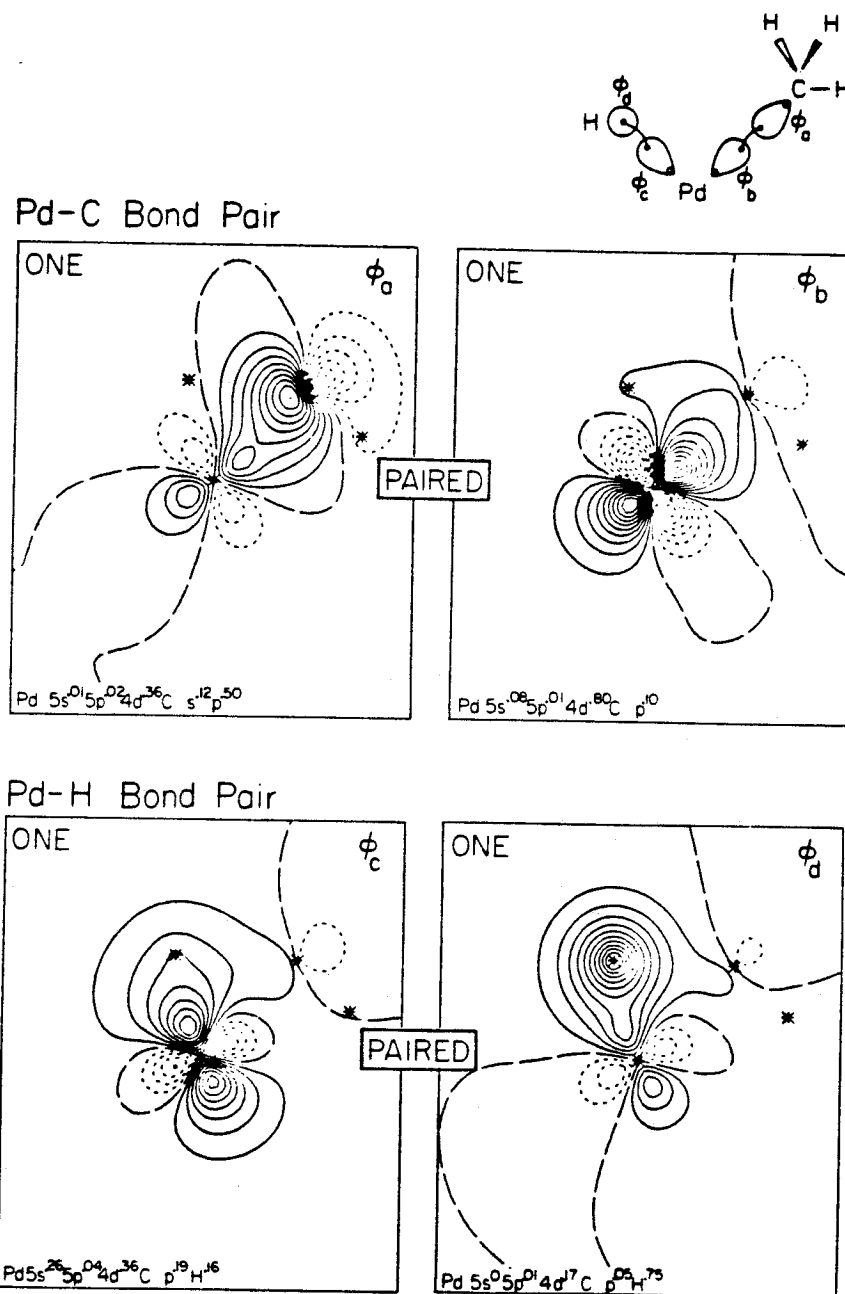 H H
C-H
ϕd
H
ϕa
ϕc Pd ϕb
Pd-C Bond Pair
ONE ϕa
ONE ϕb
PAIRED
Pd 5s.01 5p.02 4d.36 C s.12 p.50
Pd 5s.08 5p.01 4d.80 C p.10
Pd-H Bond Pair
ONE ϕc
ONE ϕd
PAIRED
Pd 5s.26 5p.04 4d.36 C p.19 H.16
Pd 5s0 5p.01 4d.17 C p.05 H.75